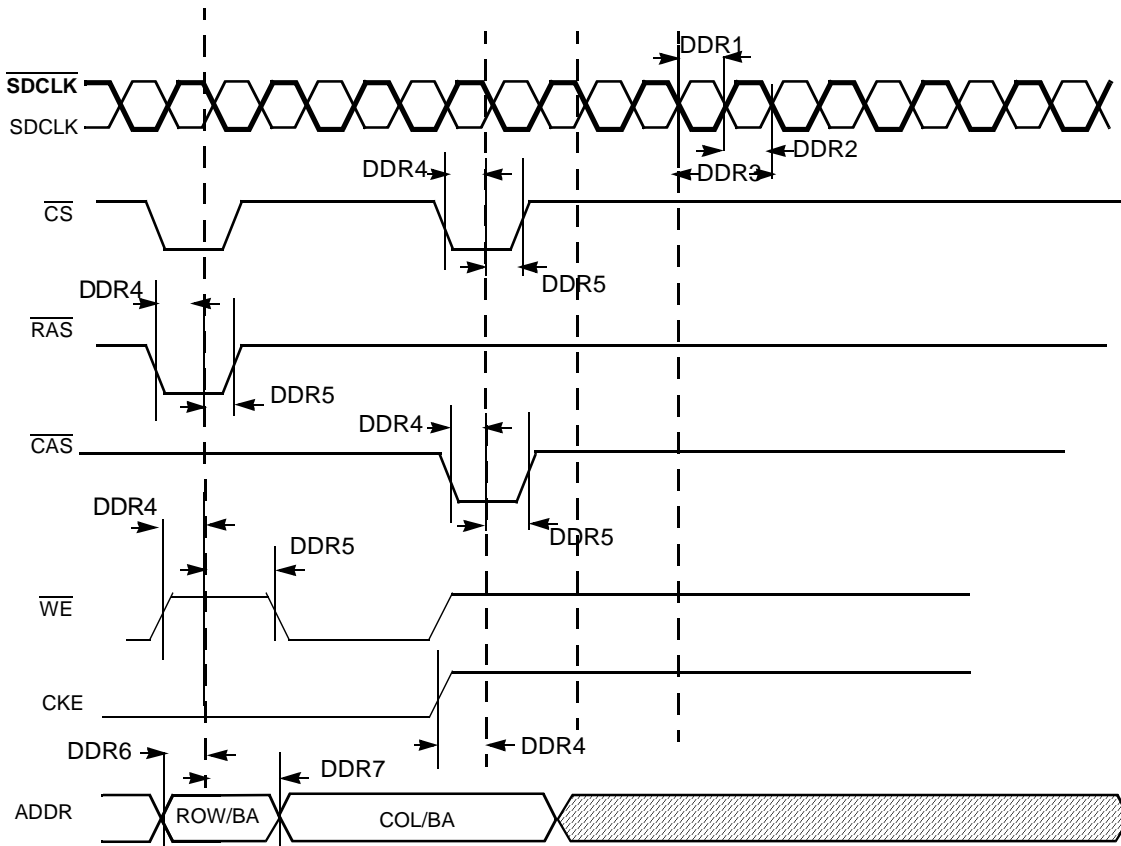 DDR1
SDCLK
SDCLK
DDR2
DDR4
DDR3
CS
DDR5
DDR4
RAS
DDR5
DDR4
CAS
DDR4
DDR5
DDR5
WE
CKE
DDR6
DDR4
DDR7
ADDR
ROW/BA
COL/BA